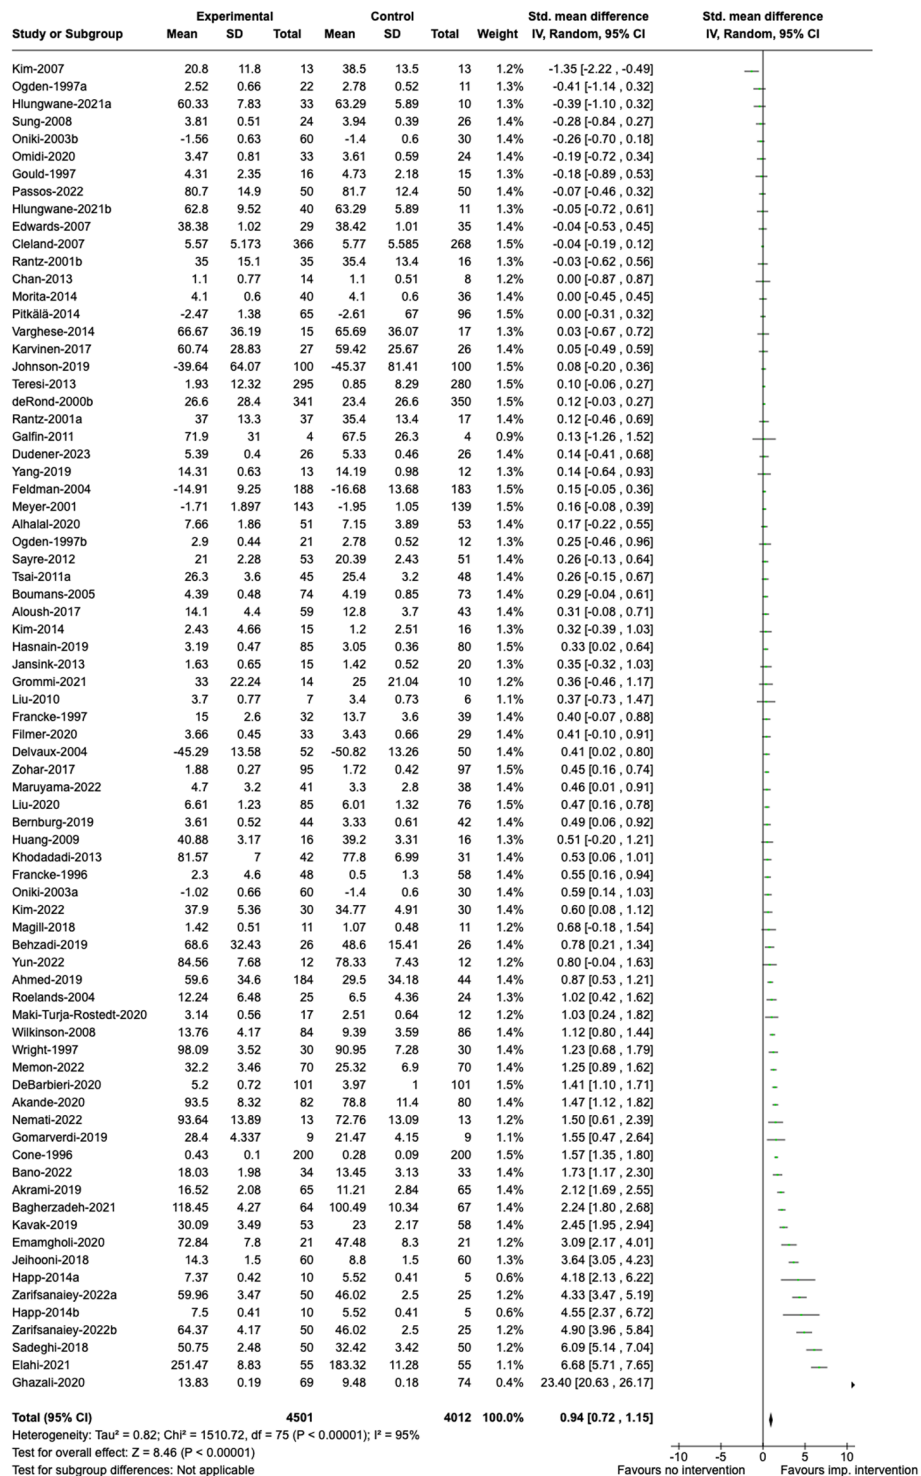 Experimental Control Std. mean difference Std. mean difference
Study or Subgroup Mean SD Total Mean SD Total Weight IV, Random, 95% CI IV, Random, 95% CI
Kim-2007 20.8 11.8 13 38.5 13.5 13 1.2% -1.35 [-2.22 , -0.49]
Ogden-1997a 2.52 0.66 22 2.78 0.52 11 1.3% -0.41 [-1.14 , 0.32]
Hlungwane-2021a 60.33 7.83 33 63.29 5.89 10 1.3% -0.39 [-1.10 , 0.32]
Sung-2008 3.81 0.51 24 3.94 0.39 26 1.4% -0.28 [-0.84 , 0.27]
Oniki-2003b -1.56 0.63 60 -1.4 0.6 30 1.4% -0.26 [-0.70 , 0.18]
Omidi-2020 3.47 0.81 33 3.61 0.59 24 1.4% -0.19 [-0.72 , 0.34]
Gould-1997 4.31 2.35 16 4.73 2.18 15 1.3% -0.18 [-0.89 , 0.53]
Passos-2022 80.7 14.9 50 81.7 12.4 50 1.4% -0.07 [-0.46 , 0.32]
Hlungwane-2021b 62.8 9.52 40 63.29 5.89 11 1.3% -0.05 [-0.72 , 0.61]
Edwards-2007 38.38 1.02 29 38.42 1.01 35 1.4% -0.04 [-0.53 , 0.45]
Cleland-2007 5.57 5.173 366 5.77 5.585 268 1.5% -0.04 [-0.19 , 0.12]
Rantz-2001b 35 15.1 35 35.4 13.4 16 1.4% -0.03 [-0.62 , 0.56]
Chan-2013 1.1 0.77 14 1.1 0.51 8 1.2% 0.00 [-0.87 , 0.87]
Morita-2014 4.1 0.6 40 4.1 0.6 36 1.4% 0.00 [-0.45 , 0.45]
Pitkälä-2014 -2.47 1.38 65 -2.61 67 96 1.4% 0.00 [-0.31 , 0.32]
Varghese-2014 66.67 36.19 15 65.69 36.07 17 1.3% 0.03 [-0.67 , 0.72]
Karvinen-2017 60.74 28.83 27 59.42 25.67 26 1.4% 0.05 [-0.49 , 0.59]
Johnson-2019 -39.64 64.07 100 -45.37 81.41 100 1.5% 0.08 [-0.20 , 0.36]
Teresi-2013 1.93 12.32 295 0.85 8.29 280 1.5% 0.10 [-0.06 , 0.27]
deRond-2000b 26.6 28.4 341 23.4 26.6 350 1.5% 0.12 [-0.03 , 0.27]
Rantz-2001a 37 13.3 37 35.4 13.4 17 1.4% 0.12 [-0.46 , 0.69]
Galfin-2011 71.9 31 4 67.5 26.3 4 0.9% 0.13 [-1.26 , 1.52]
Dudener-2023 5.39 0.4 26 5.33 0.46 26 1.4% 0.14 [-0.41 , 0.68]
Yang-2019 14.31 0.63 13 14.19 0.98 12 1.2% 0.14 [-0.64 , 0.93]
Feldman-2004 -14.91 9.25 188 -16.68 13.68 183 1.5% 0.15 [-0.05 , 0.36]
Meyer-2001 -1.71 1.897 143 -1.95 1.05 139 1.5% 0.16 [-0.08 , 0.39]
Alhalal-2020 7.66 1.86 51 7.15 3.89 53 1.4% 0.17 [-0.22 , 0.55]
Ogden-1997b 2.9 0.44 21 2.78 0.52 12 1.3% 0.25 [-0.46 , 0.96]
Sayre-2012 21 2.28 53 20.39 2.43 51 1.4% 0.26 [-0.13 , 0.64]
Tsai-2011a 26.3 3.6 45 25.4 3.2 48 1.4% 0.26 [-0.15 , 0.67]
Boumans-2005 4.39 0.48 74 4.19 0.85 73 1.4% 0.29 [-0.04 , 0.61]
Aloush-2017 14.1 4.4 59 12.8 3.7 43 1.4% 0.31 [-0.08 , 0.71]
Kim-2014 2.43 4.66 15 1.2 2.51 16 1.3% 0.32 [-0.39 , 1.03]
Hasnain-2019 3.19 0.47 85 3.05 0.36 80 1.4% 0.33 [0.02 , 0.64]
Jansink-2013 1.63 0.65 15 1.42 0.52 20 1.3% 0.35 [-0.32 , 1.03]
Grommi-2021 33 22.24 14 25 21.04 10 1.2% 0.36 [-0.46 , 1.17]
Liu-2010 3.7 0.77 7 3.4 0.73 6 1.1% 0.37 [-0.73 , 1.47]
Francke-1997 15 2.6 32 13.7 3.6 39 1.4% 0.40 [-0.07 , 0.88]
Filmer-2020 3.66 0.45 33 3.43 0.66 29 1.4% 0.41 [-0.10 , 0.91]
Delvaux-2004 -45.29 13.58 52 -50.82 13.26 50 1.4% 0.41 [0.02 , 0.80]
Zohar-2017 1.88 0.27 95 1.72 0.42 97 1.5% 0.45 [0.16 , 0.74]
Maruyama-2022 4.7 3.2 41 3.3 2.8 38 1.4% 0.46 [0.01 , 0.91]
Liu-2020 6.61 1.23 85 6.01 1.32 76 1.4% 0.47 [0.16 , 0.78]
Bernburg-2019 3.61 0.52 44 3.33 0.61 42 1.4% 0.49 [0.06 , 0.92]
Huang-2009 40.88 3.17 16 39.2 3.31 16 1.3% 0.51 [-0.20 , 1.21]
Khodadadi-2013 81.57 7 42 77.8 6.99 31 1.4% 0.53 [0.06 , 1.01]
Francke-1996 2.3 4.6 48 0.5 1.3 58 1.4% 0.55 [0.16 , 0.94]
Oniki-2003a -1.02 0.66 60 -1.4 0.6 30 1.4% 0.59 [0.14 , 1.03]
Kim-2022 37.9 5.36 30 34.77 4.91 30 1.4% 0.60 [0.08 , 1.12]
Magill-2018 1.42 0.51 11 1.07 0.48 11 1.2% 0.68 [-0.18 , 1.54]
Behzadi-2019 68.6 32.43 26 48.6 15.41 26 1.4% 0.78 [0.21 , 1.34]
Yun-2022 84.56 7.68 12 78.33 7.43 12 1.2% 0.80 [-0.04 , 1.63]
Ahmed-2019 59.6 34.6 184 29.5 34.18 44 1.4% 0.87 [0.53 , 1.21]
Roelands-2004 12.24 6.48 25 6.5 4.36 24 1.3% 1.02 [0.42 , 1.62]
Maki-Turja-Rostedt-2020 3.14 0.56 17 2.51 0.64 12 1.2% 1.03 [0.24 , 1.82]
Wilkinson-2008 13.76 4.17 84 9.39 3.59 86 1.4% 1.12 [0.80 , 1.44]
Wright-1997 98.09 3.52 30 90.95 7.28 30 1.4% 1.23 [0.68 , 1.79]
Memon-2022 32.2 3.46 70 25.32 6.9 70 1.4% 1.25 [0.89 , 1.62]
DeBarbieri-2020 5.2 0.72 101 3.97 1 101 1.5% 1.41 [1.10 , 1.71]
Akande-2020 93.5 8.32 82 78.8 11.4 80 1.4% 1.47 [1.12 , 1.82]
Nemati-2022 93.64 13.89 13 72.76 13.09 13 1.2% 1.50 [0.61 , 2.39]
Gomarverdi-2019 28.4 4.337 9 21.47 4.15 9 1.1% 1.55 [0.47 , 2.64]
Cone-1996 0.43 0.1 200 0.28 0.09 200 1.5% 1.57 [1.35 , 1.80]
Bano-2022 18.03 1.98 34 13.45 3.13 33 1.4% 1.73 [1.17 , 2.30]
Akrami-2019 16.52 2.08 65 11.21 2.84 65 1.4% 2.12 [1.69 , 2.55]
Bagherzadeh-2021 118.45 4.27 64 100.49 10.34 67 1.4% 2.24 [1.80 , 2.68]
Kavak-2019 30.09 3.49 53 23 2.17 58 1.4% 2.45 [1.95 , 2.94]
Emamgholi-2020 72.84 7.8 21 47.48 8.3 21 1.2% 3.09 [2.17 , 4.01]
Jeihooni-2018 14.3 1.5 60 8.8 1.5 60 1.4% 3.64 [3.05 , 4.23]
Happ-2014a 7.37 0.42 10 5.52 0.41 5 0.6% 4.18 [2.13 , 6.22]
Zarifsanaiey-2022a 59.96 3.47 50 46.02 2.5 25 1.2% 4.33 [3.47 , 5.19]
Happ-2014b 7.5 0.41 10 5.52 0.41 5 0.6% 4.55 [2.37 , 6.72]
Zarifsanaiey-2022b 64.37 4.17 50 46.02 2.5 25 1.2% 4.90 [3.96 , 5.84]
Sadeghi-2018 50.75 2.48 50 32.42 3.42 50 1.2% 6.09 [5.14 , 7.04]
Elahi-2021 251.47 8.83 55 183.32 11.28 55 1.1% 6.68 [5.71 , 7.65]
Ghazali-2020 13.83 0.19 69 9.48 0.18 74 0.4% 23.40 [20.63 , 26.17]
Total (95% CI) 4501 4012 100.0% 0.94 [0.72 , 1.15]
Heterogeneity: Tau² = 0.82; Chi² = 1510.72, df = 75 (P < 0.00001); I² = 95%
Test for overall effect: Z = 8.46 (P < 0.00001)
Test for subgroup differences: Not applicable
-10 -5 0 5 10
Favours no intervention Favours imp. intervention